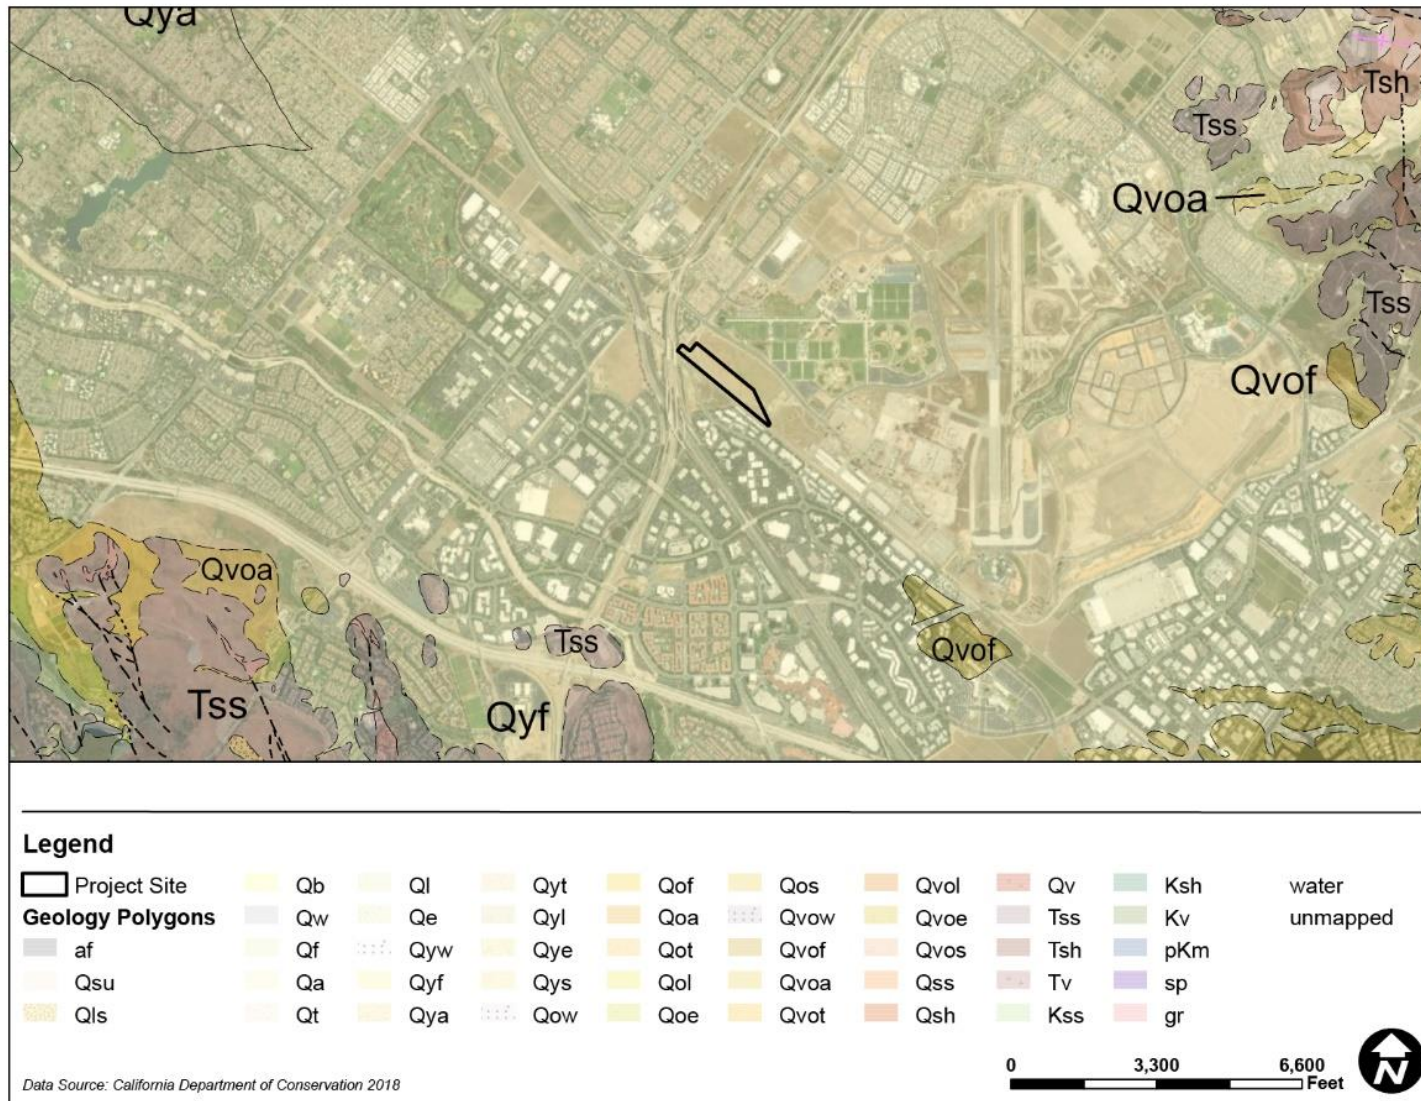 Qya
Tsh
Tss
Qvoa
Tss
Qvof
Qvoa
Tss
Qvof
Tss
Qyf
Legend
Project Site Qb Ql Qyt Qof Qos Qvol Qv Ksh water
Geology Polygons Qw Qe Qyl Qoa Qvow Qvoe Tss Kv unmapped
af Qf Qyw Qye Qot Qvof Qvos Tsh pKm
Qsu Qa Qyf Qys Qol Qvoa Qss Tv sp
Qls Qt Qya Qow Qoe Qvot Qsh Kss gr
0 3,300 6,600
Feet
N
Data Source: California Department of Conservation 2018